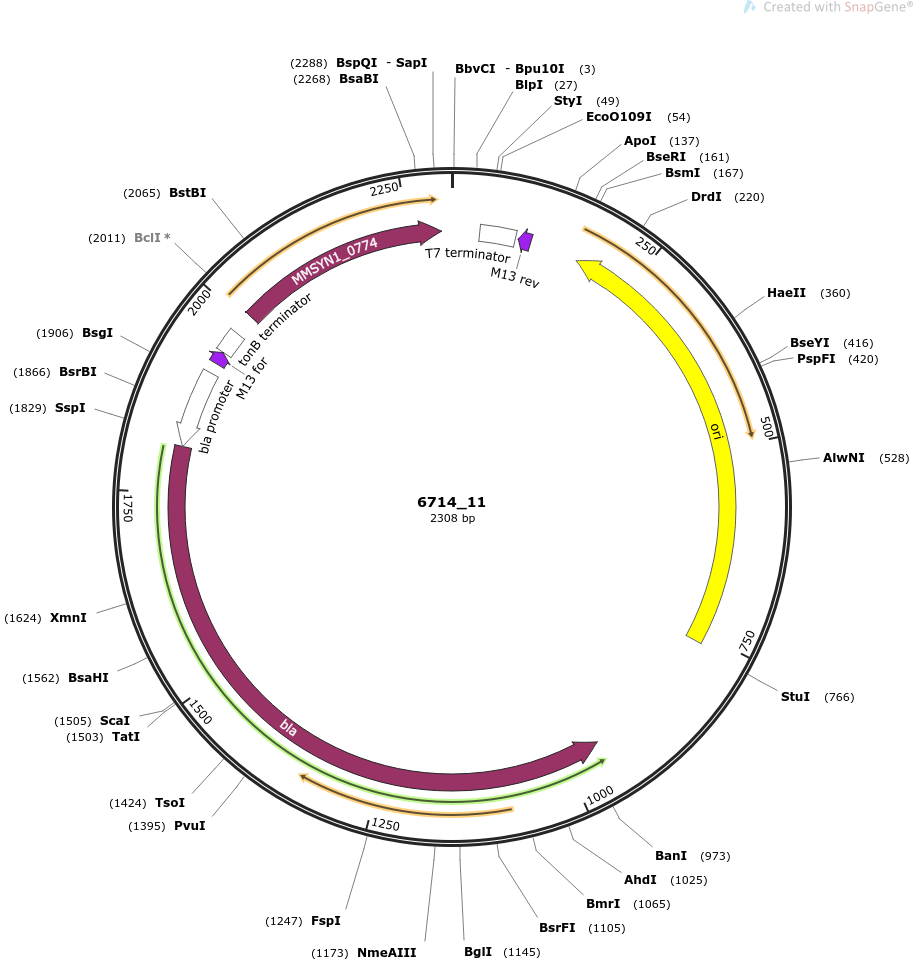 Created with SnapGene®
(2288) BspQI - SapI
(2268) BsaBI
BbvCI - Bpu10I (3)
BlpI (27)
StyI (49)
EcoO109I (54)
ApoI (137)
BseRI (161)
BsmI (167)
DrdI (220)
(2065) BstBI
(2011) BclI *
2250
250
2000
MMSYN1_0774
T7 terminator
M13 rev
HaeII (360)
(1906) BsgI
BseYI (416)
PspFI (420)
tonB terminator
M13 for
(1866) BsrBI
(1829) SspI
bla promoter
ori
500
AlwNI (528)
6714_11
2308 bp
1750
(1624) XmnI
750
(1562) BsaHI
StuI (766)
(1505) ScaI
(1503) TatI
1500
bla
(1424) TsoI
(1395) PvuI
1000
1250
BanI (973)
AhdI (1025)
BmrI (1065)
(1247) FspI
BsrFI (1105)
(1173) NmeAIII
BglI (1145)